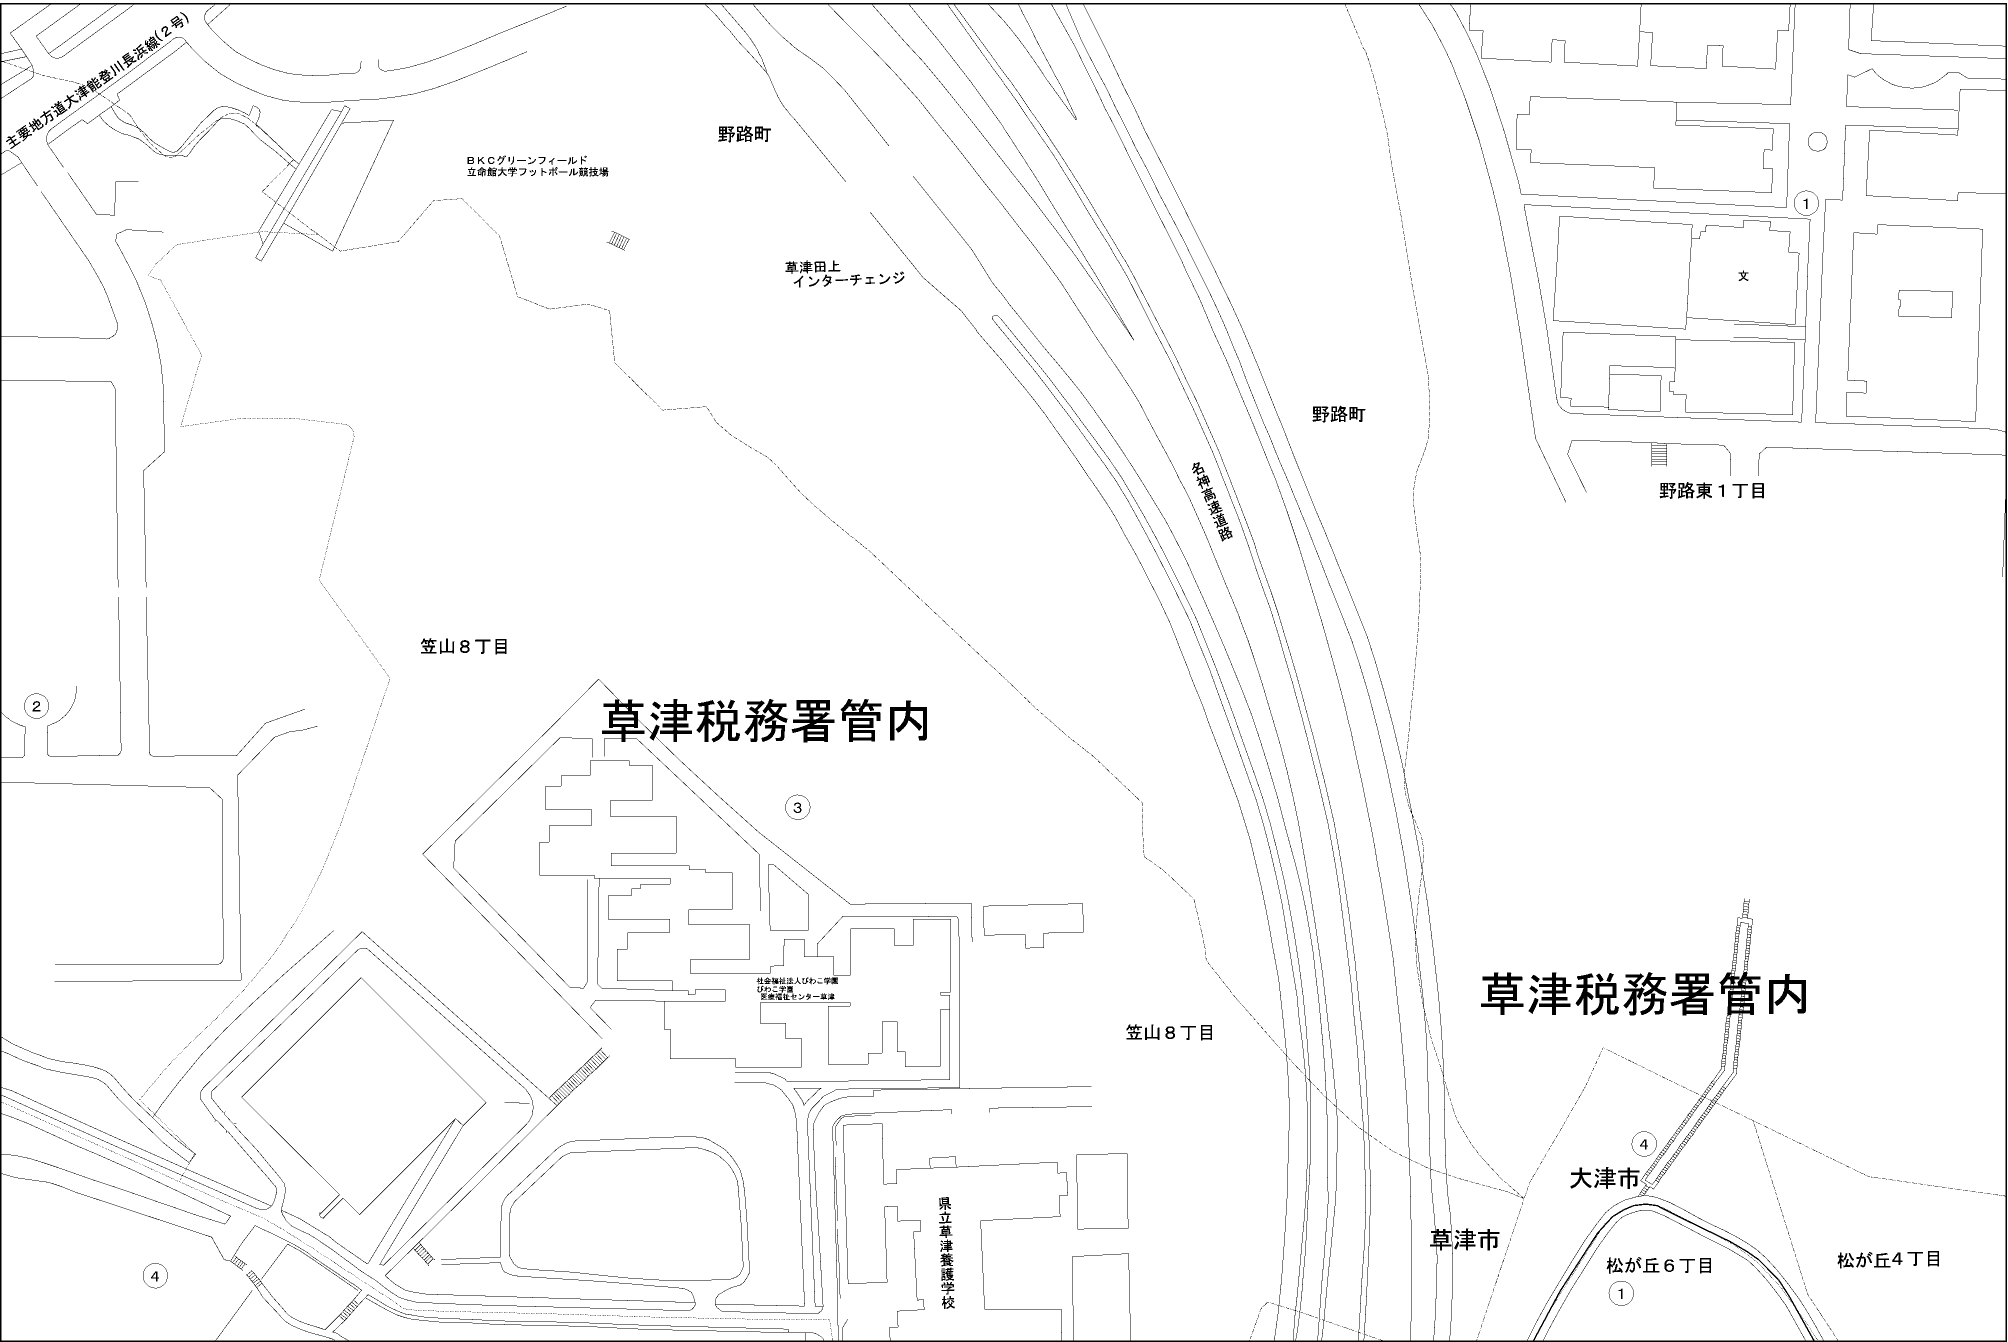 主要地方道大津能登川長浜線(２号)
野路町
ＢＫＣグリーンフィールド
立命館大学フットボール競技場
①
草津田上
インターチェンジ
文
野路町
名神高速道路
野路東１丁目
笠山８丁目
②
草津税務署管内
③
社会福祉法人びわこ学園
びわこ学園
医療福祉センター草津
草津税務署管内
笠山８丁目
④
大津市
県立草津養護学校
草津市
松が丘６丁目
松が丘４丁目
④
①